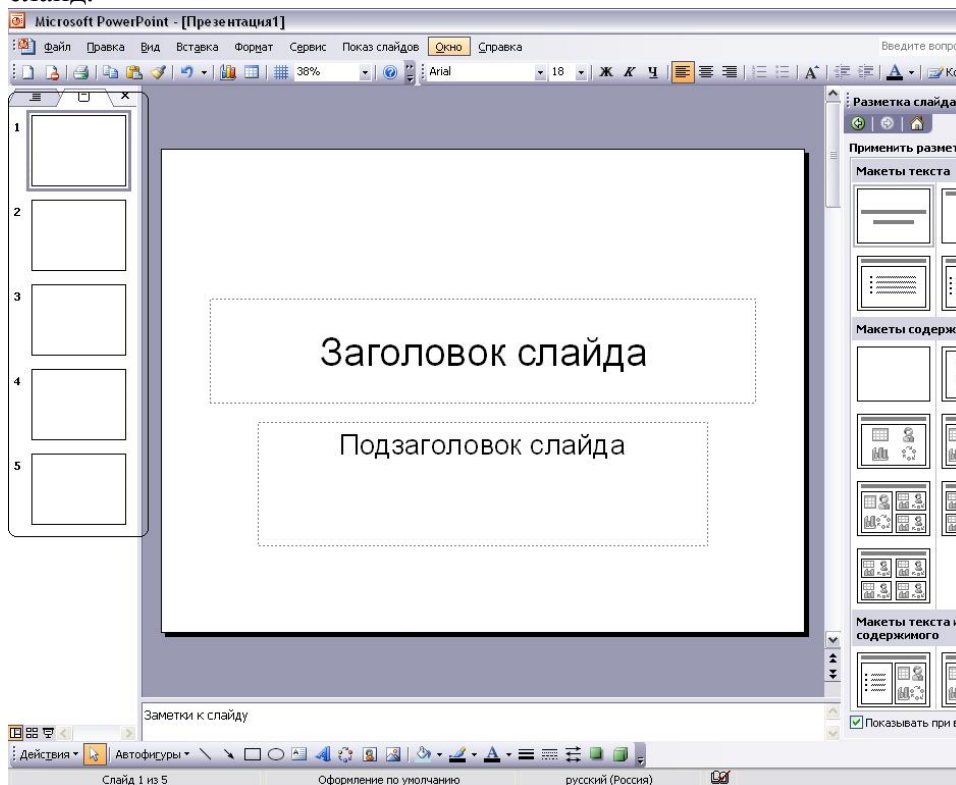 слайд.
Microsoft PowerPoint - [Презентация1]
Файл Правка Вид Вставка Формат Сервис Показ слайдов Окно Справка Введите вопро
38% Arial 18 Ж К Ч A A Ко
Разметка слайда
1
Применить размет
Макеты текста
2
3
Макеты содерж
Заголовок слайда
4
Подзаголовок слайда
5
Макеты текста и
содержимого
Заметки к слайду
Показывать при в
Действия Автофигуры A
Слайд 1 из 5 Оформление по умолчанию русский (Россия)